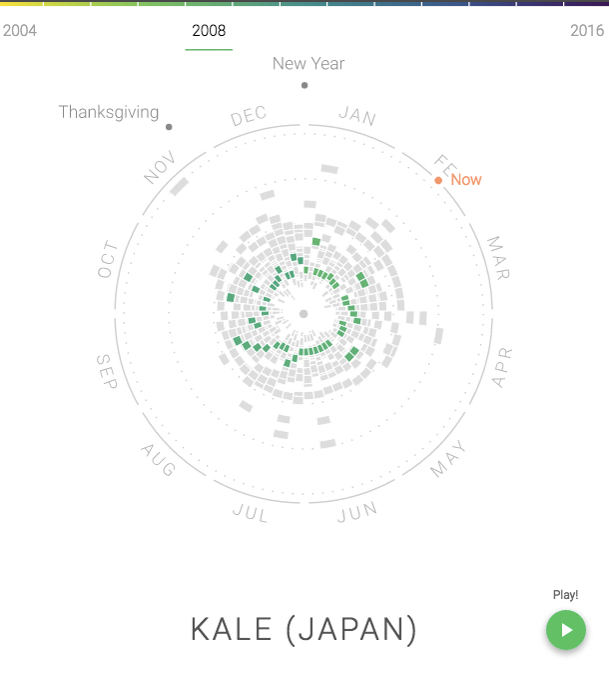 2004
2008
2016
New Year
Thanksgiving
DEC
JAN
NOV
FE
Now
OCT
MAR
SEP
APR
AUG
MAY
JUL
JUN
Play!
KALE (JAPAN)